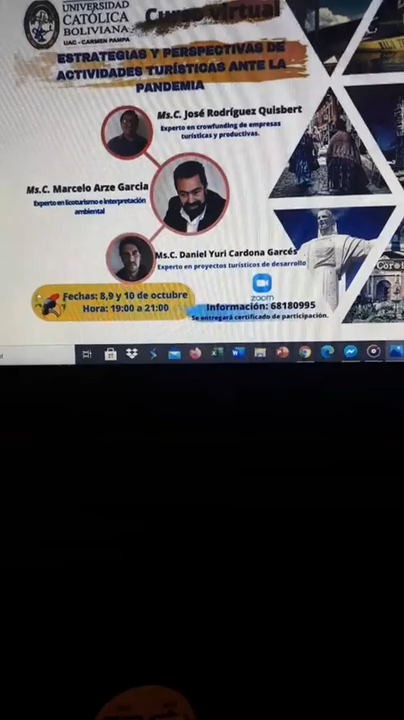 UNIVERSIDAD
CATÓLICA
BOLIVIANA
UAC - CARMEN PAMPA
Curso virtual
ESTRATEGIAS Y PERSPECTIVAS DE
ACTIVIDADES TURÍSTICAS ANTE LA
PANDEMIA
Ms.C. José Rodríguez Quisbert
Experto en crowfunding de empresas
turísticas y productivas.
Ms.C. Marcelo Arze García
Experto en Ecoturismo e interpretación
ambiental
Ms.C. Daniel Yuri Cardona Garcés
Experto en proyectos turísticos de desarrollo
Fechas: 8,9 y 10 de octubre
Hora: 19:00 a 21:00
zoom
Información: 68180995
Se entregará certificado de participación.